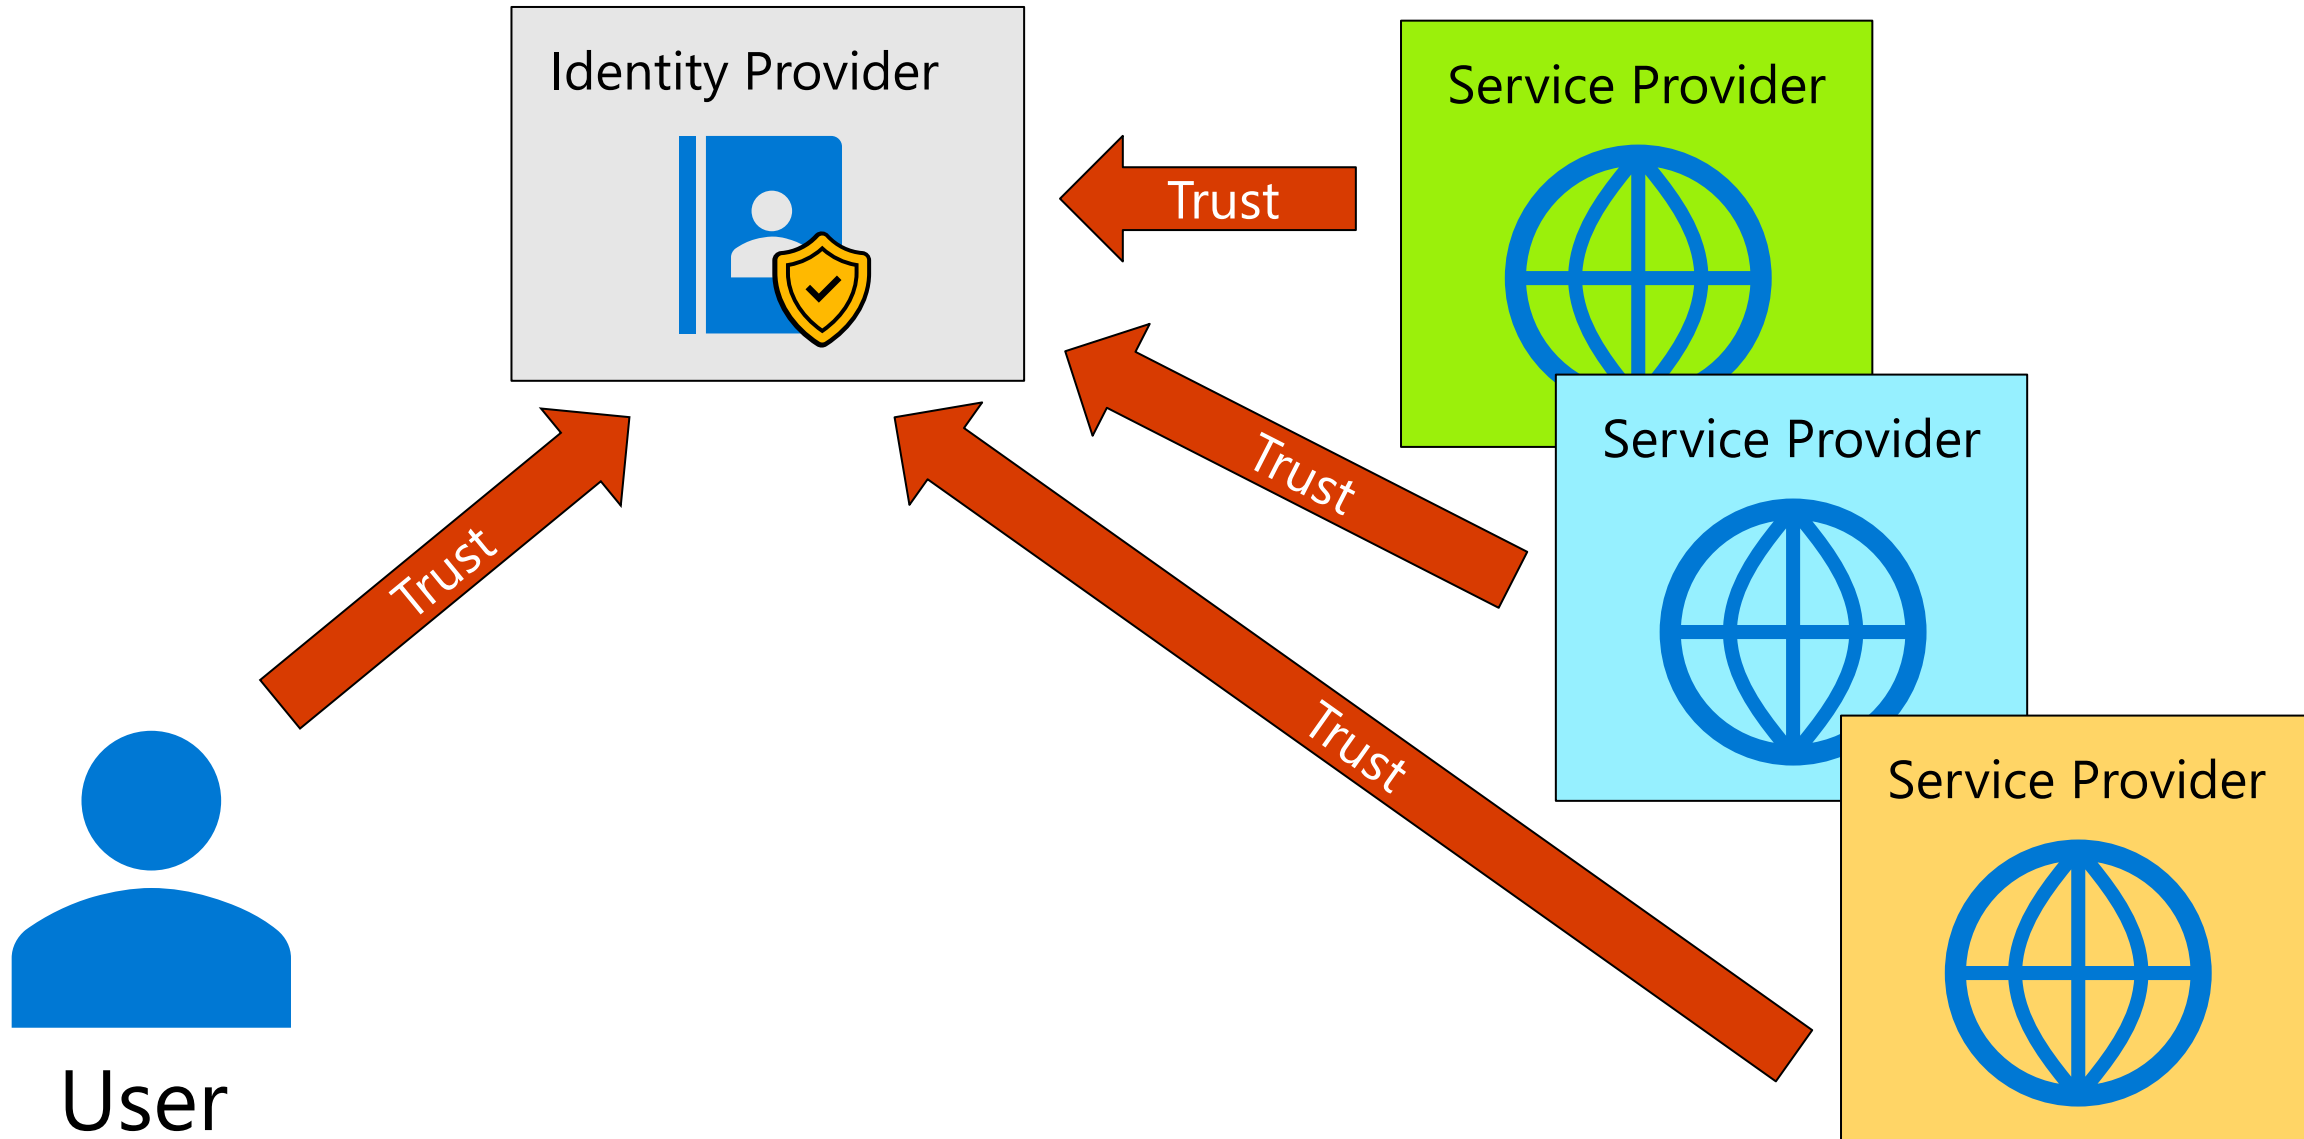 Identity Provider
Service Provider
Trust
Service Provider
Trust
Trust
Trust
Service Provider
User